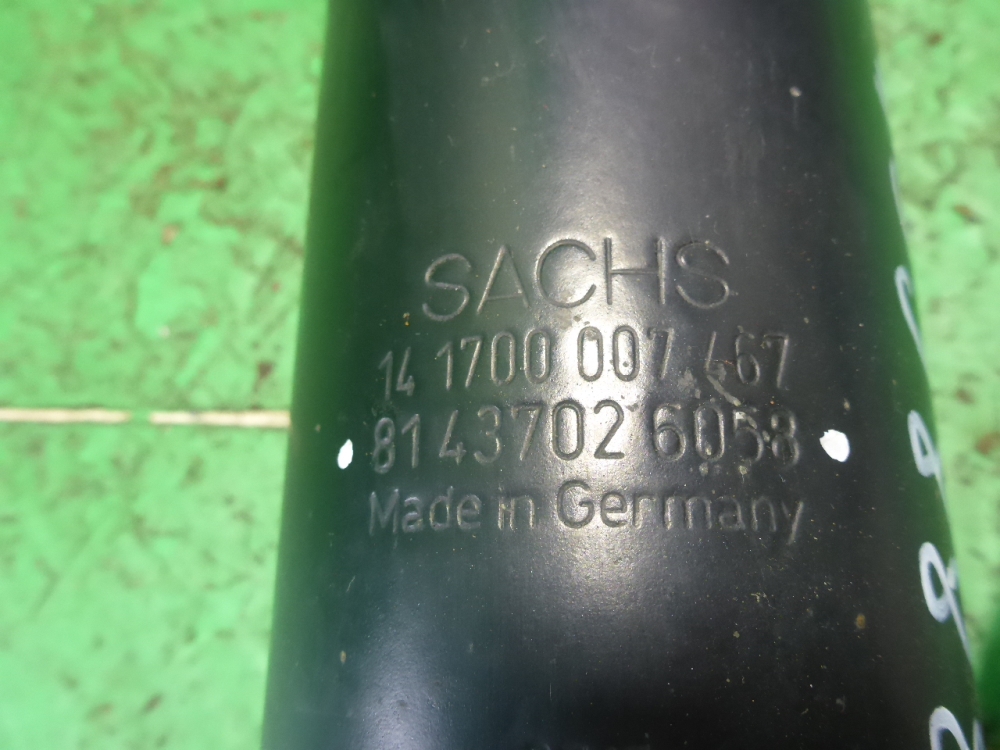 SACHS
14 1700 007 467
81 43702 6058
Made in Germany